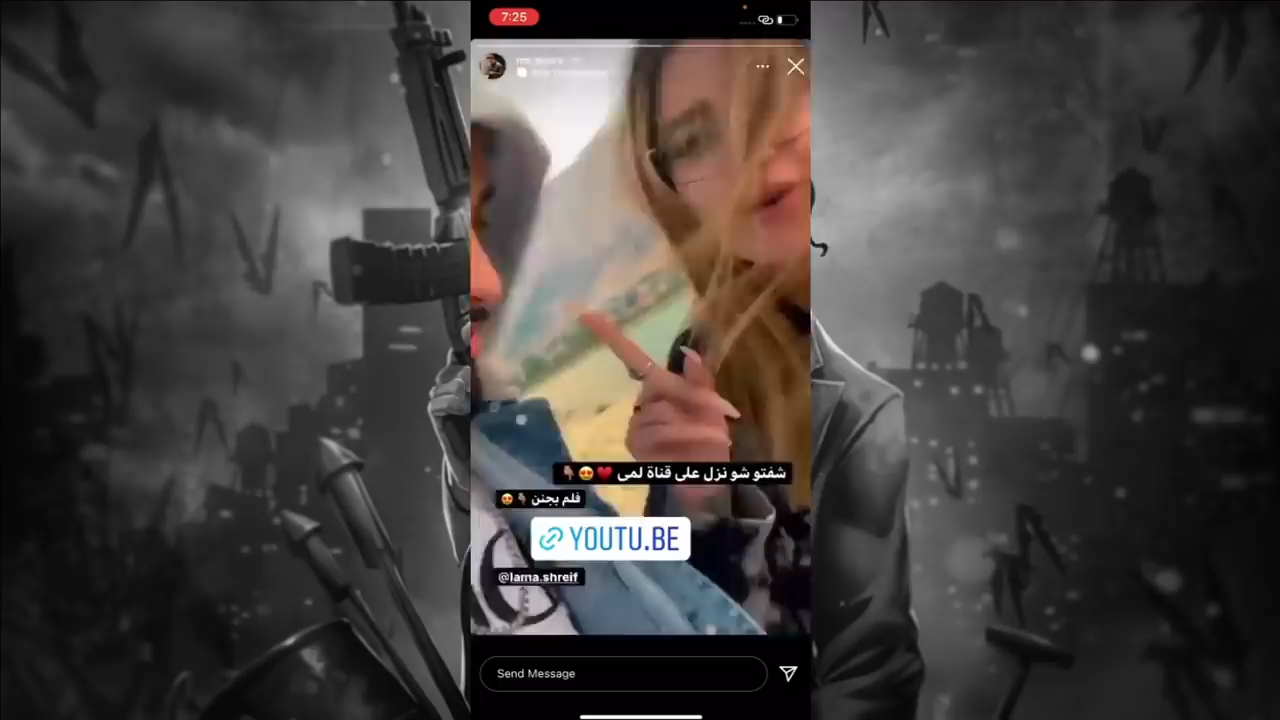 7:25
شفتو شو نزل على قناة لمى ❤️😍👇🏽
فلم بجنن 👇🏽😍
YOUTU.BE
@lama.shreif
Send Message